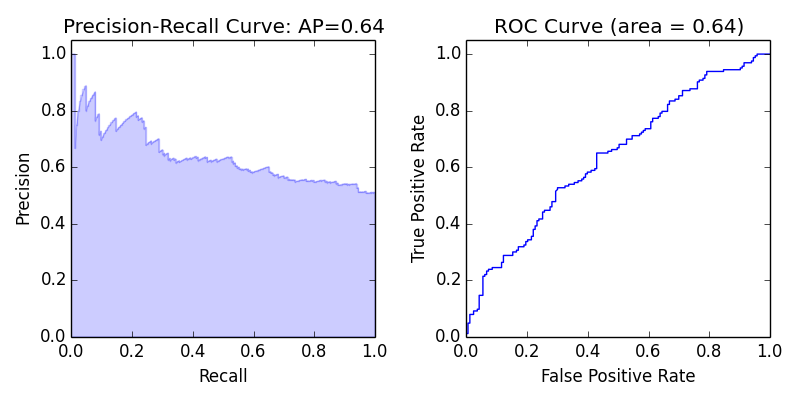 Precision-Recall Curve: AP=0.64
1.0
0.8
0.6
0.4
0.2
0.0
Precision
0.0 0.2 0.4 0.6 0.8 1.0
Recall
ROC Curve (area = 0.64)
1.0
0.8
0.6
0.4
0.2
0.0
True Positive Rate
0.0 0.2 0.4 0.6 0.8 1.0
False Positive Rate